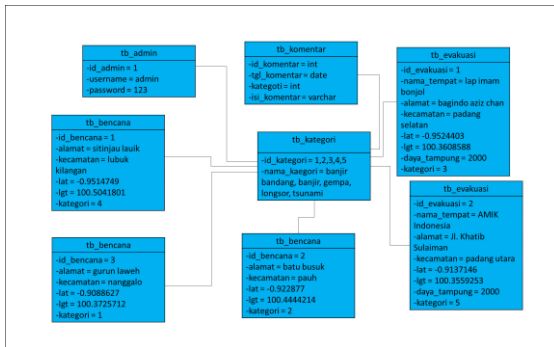 tb_admin
-id_admin = 1
-username = admin
-password = 123
tb_komentar
-id_komentar = int
-tgl_komentar = date
-kategoti = int
-isi_komentar = varchar
tb_evakuasi
-id_evakuasi = 1
-nama_tempat = lap imam
bonjol
-alamat = bagindo aziz chan
-kecamatan = padang
selatan
-lat = -0.9524403
-lgt = 100.3608588
-daya_tampung = 2000
-kategori = 3
tb_bencana
-id_bencana = 1
-alamat = sitinjau lauik
-kecamatan = lubuk
kilangan
-lat = -0.9514749
-lgt = 100.5041801
-kategori = 4
tb_kategori
-id_kategori = 1,2,3,4,5
-nama_kaegori = banjir
bandang, banjir, gempa,
longsor, tsunami
tb_evakuasi
-id_evakuasi = 2
-nama_tempat = AMIK
Indonesia
-alamat = Jl. Khatib
Sulaiman
-kecamatan = padang utara
-lat = -0.9137146
-lgt = 100.3559253
-daya_tampung = 2000
-kategori = 5
tb_bencana
-id_bencana = 3
-alamat = gurun laweh
-kecamatan = nanggalo
-lat = -0.9088627
-lgt = 100.3725712
-kategori = 1
tb_bencana
-id_bencana = 2
-alamat = batu busuk
-kecamatan = pauh
-lat = -0.922877
-lgt = 100.4444214
-kategori = 2